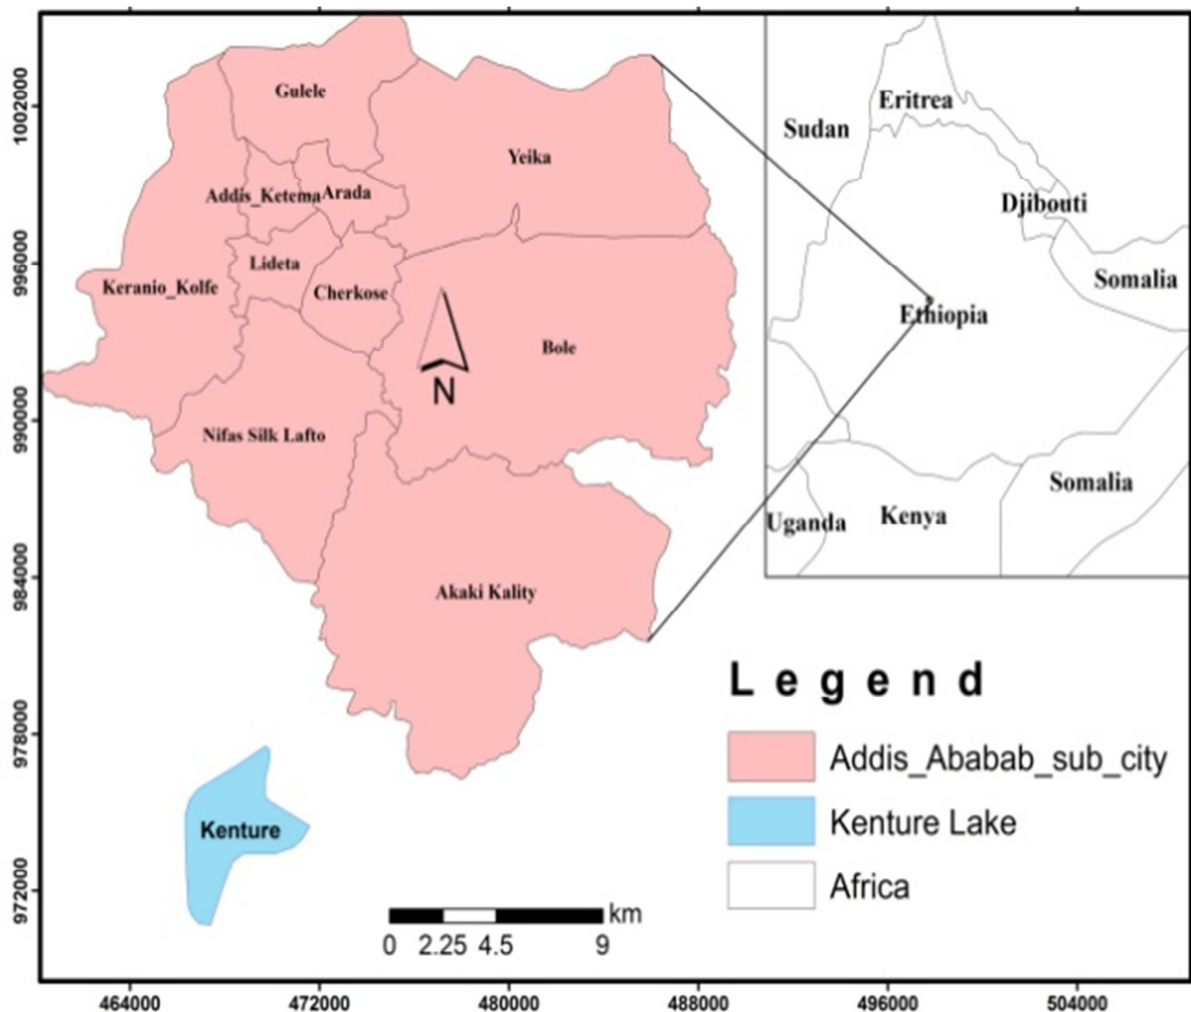 1002000
996000
990000
984000
978000
972000
Gulele
Yeika
Addis_Ketema
Arada
Lideta
Keranio_Kolfe
Cherkose
Bole
N
Nifas Silk Lafto
Akaki Kality
Kenture
Eritrea
Sudan
Djibouti
Somalia
Ethiopia
Somalia
Uganda
Kenya
Legend
Addis_Ababab_sub_city
Kenture Lake
Africa
km
0 2.25 4.5 9
464000 472000 480000 488000 496000 504000